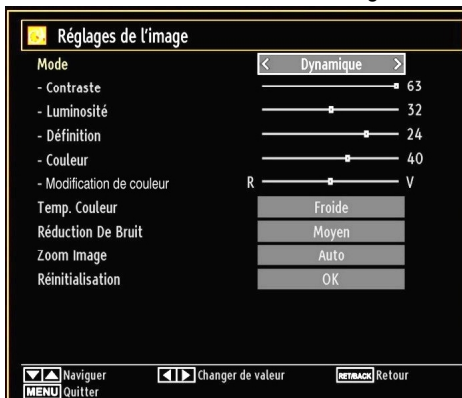 Réglages de l'image
Mode < Dynamique >
- Contraste 63
- Luminosité 32
- Définition 24
- Couleur 40
- Modification de couleur R V
Temp. Couleur Froide
Réduction De Bruit Moyen
Zoom Image Auto
Réinitialisation OK
Naviguer Changer de valeur RET/BACK Retour
MENU Quitter